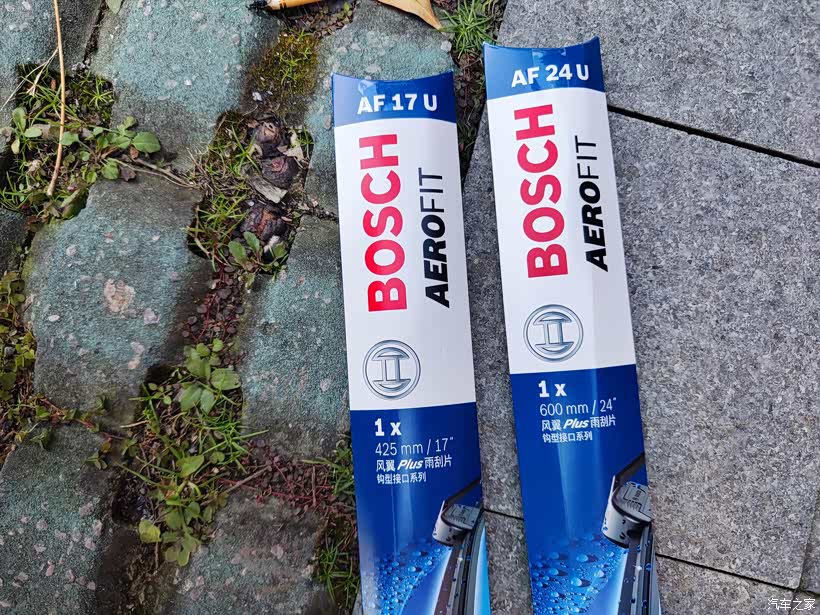 AF 17 U
BOSCH
AEROFIT
1 x
425 mm / 17"
风翼 Plus 雨刮片
钩型接口系列
AF 24 U
BOSCH
AEROFIT
1 x
600 mm / 24"
风翼 Plus 雨刮片
钩型接口系列
汽车之家